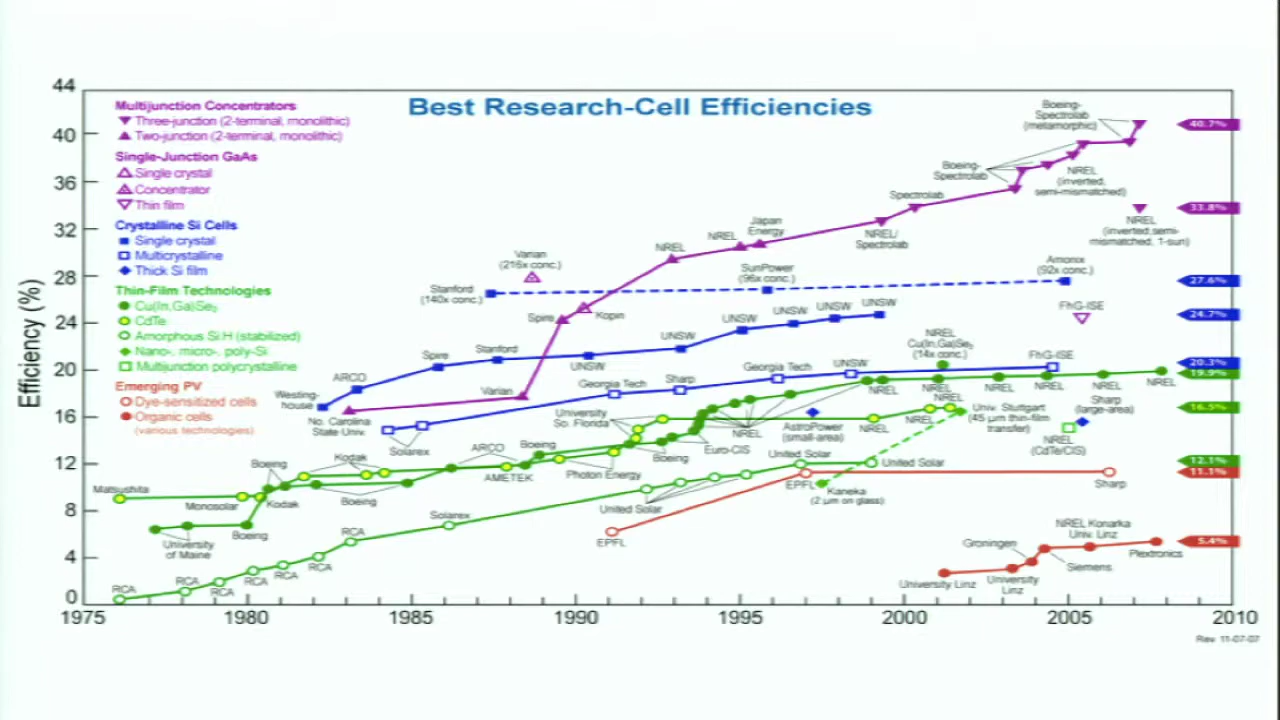 Best Research-Cell Efficiencies
Efficiency (%)
44
40
36
32
28
24
20
16
12
8
4
0
1975
1980
1985
1990
1995
2000
2005
2010
Multijunction Concentrators
Three-junction (2-terminal, monolithic)
Two-junction (2-terminal, monolithic)
Single-Junction GaAs
Single crystal
Concentrator
Thin film
Crystalline Si Cells
Single crystal
Multicrystalline
Thick Si film
Thin-Film Technologies
Cu(In,Ga)Se2
CdTe
Amorphous Si:H (stabilized)
Nano-, micro-, poly-Si
Multijunction polycrystalline
Emerging PV
Dye-sensitized cells
Organic cells
(various technologies)
Boeing-
Spectrolab
(metamorphic)
Boeing-
Spectrolab
NREL
(inverted,
semi-mismatched)
Spectrolab
NREL/
Spectrolab
Japan
Energy
NREL
NREL
NREL
(inverted,semi-
mismatched, 1-sun)
Varian
(216x conc.)
Stanford
(140x conc.)
SunPower
(96x conc.)
Amonix
(92x conc.)
Spire
Kopin
Varian
FhG-ISE
UNSW
UNSW
UNSW
UNSW
UNSW
UNSW
Spire
Stanford
ARCO
Westing-
house
No. Carolina
State Univ.
Solarex
Georgia Tech
Sharp
Georgia Tech
UNSW
FhG-ISE
NREL
Cu(In,Ga)Se2
(14x conc.)
NREL
NREL
NREL
NREL
NREL
NREL
NREL
NREL
NREL
NREL
NREL
University
So. Florida
AstroPower
(small-area)
Univ. Stuttgart
(45 µm thin-film
transfer)
Sharp
(large-area)
NREL
(CdTe/CIS)
Euro-CIS
Boeing
Photon Energy
AMETEK
ARCO
Boeing
Kodak
Boeing
Boeing
Kodak
Matsushita
Monosolar
Boeing
University
of Maine
United Solar
United Solar
United Solar
EPFL
Kaneka
(2 µm on glass)
Sharp
Solarex
RCA
RCA
RCA
RCA
RCA
RCA
RCA
EPFL
NREL Konarka
Univ. Linz
Groningen
Plextronics
Siemens
University Linz
University
Linz
40.7%
33.8%
27.6%
24.7%
20.3%
19.9%
16.5%
12.1%
11.1%
5.4%
Rev. 11-07-07